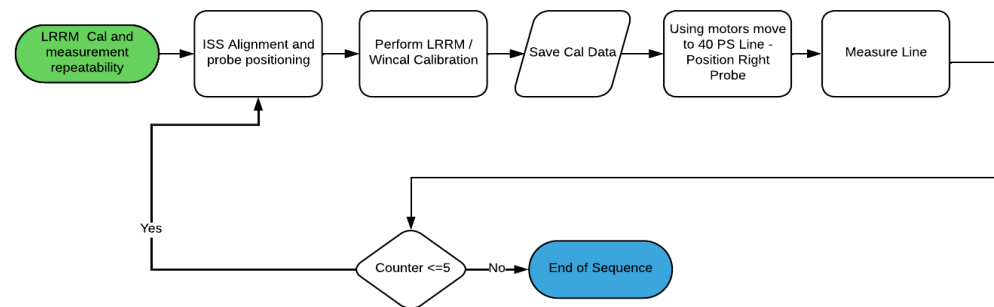 LRRM Cal and
measurement
repeatability
ISS Alignment and
probe positioning
Perform LRRM /
Wincal Calibration
Save Cal Data
Using motors move
to 40 PS Line -
Position Right
Probe
Measure Line
Yes
Counter <=5
No
End of Sequence